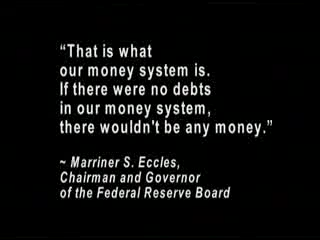 “That is what
our money system is.
If there were no debts
in our money system,
there wouldn't be any money.”
~ Marriner S. Eccles,
Chairman and Governor
of the Federal Reserve Board